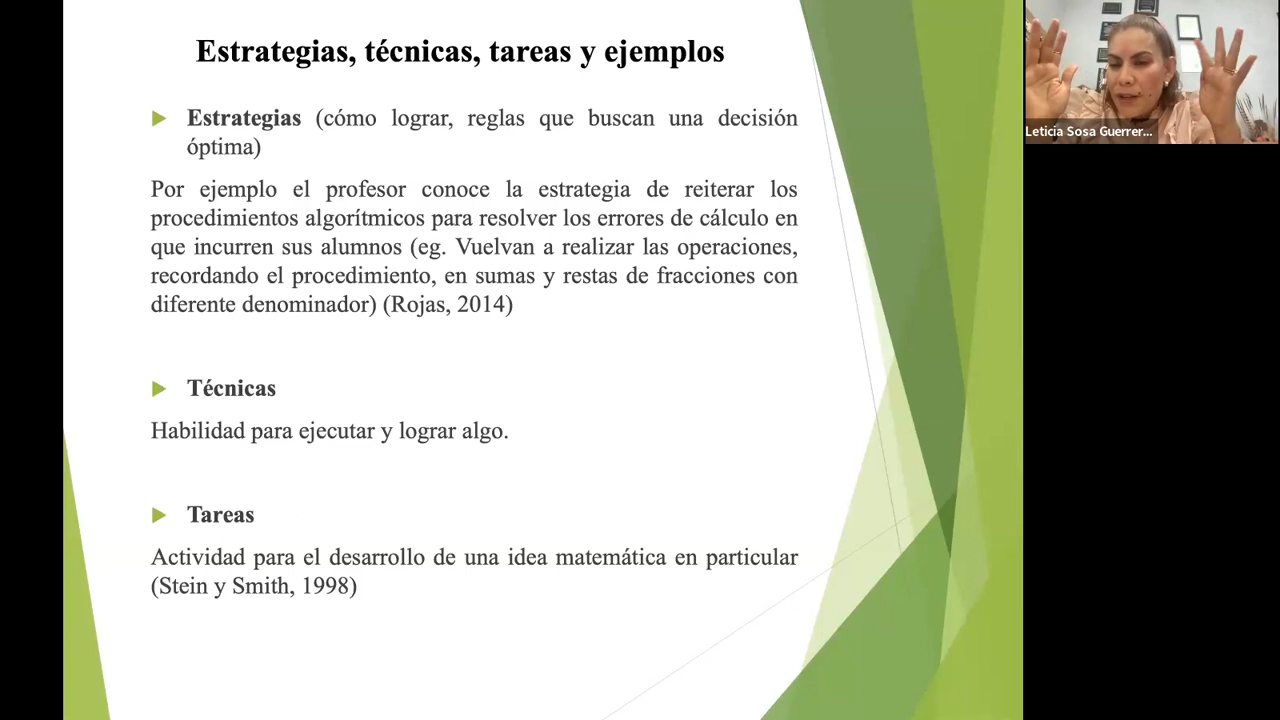 Estrategias, técnicas, tareas y ejemplos
Estrategias (cómo lograr, reglas que buscan una decisión
óptima)
Por ejemplo el profesor conoce la estrategia de reiterar los
procedimientos algorítmicos para resolver los errores de cálculo en
que incurren sus alumnos (eg. Vuelvan a realizar las operaciones,
recordando el procedimiento, en sumas y restas de fracciones con
diferente denominador) (Rojas, 2014)
Técnicas
Habilidad para ejecutar y lograr algo.
Tareas
Actividad para el desarrollo de una idea matemática en particular
(Stein y Smith, 1998)
Leticia Sosa Guerrer...